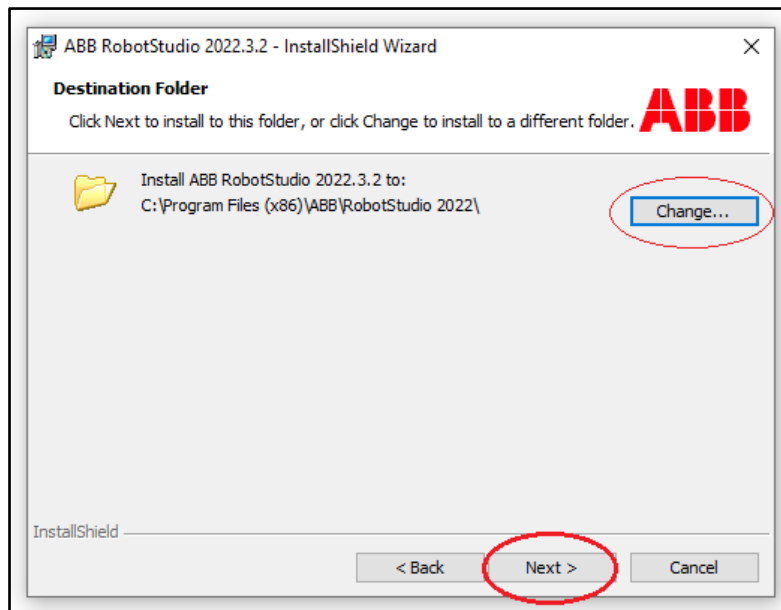 ABB RobotStudio 2022.3.2 - InstallShield Wizard
Destination Folder
Click Next to install to this folder, or click Change to install to a different folder.
ABB
Install ABB RobotStudio 2022.3.2 to:
C:\Program Files (x86)\ABB\RobotStudio 2022\
Change...
InstallShield
< Back
Next >
Cancel